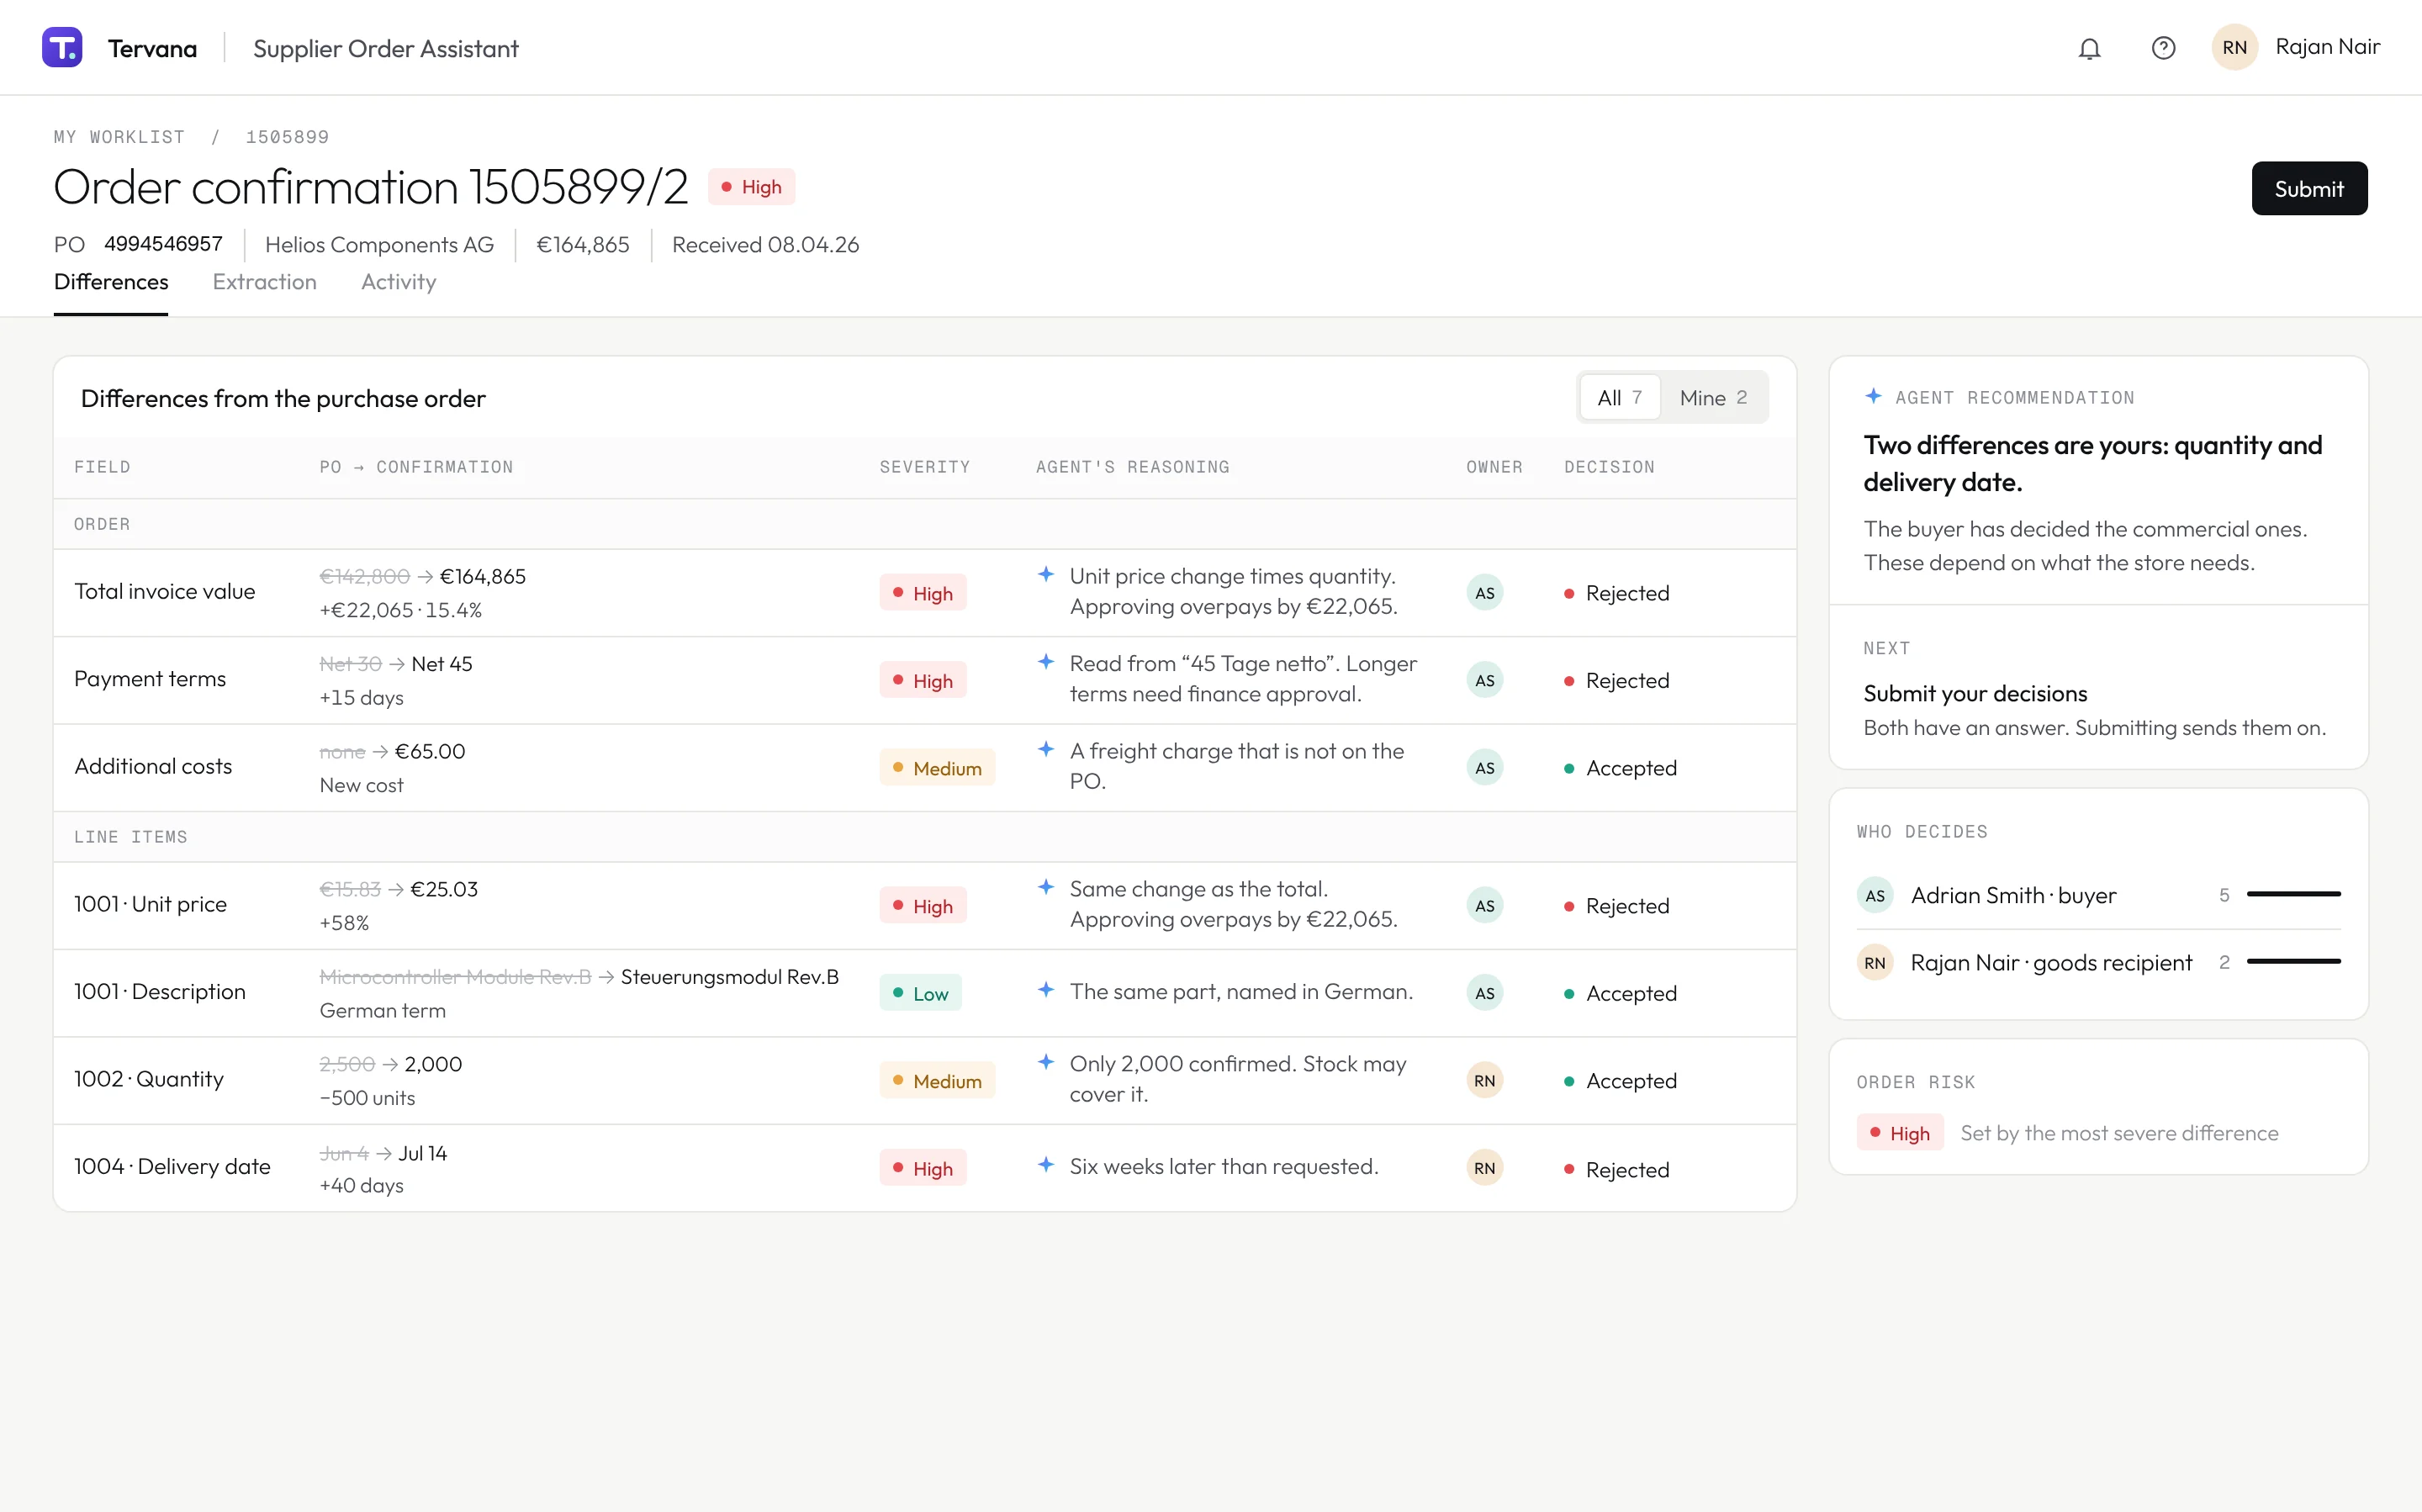 T.
Tervana
Supplier Order Assistant
RN
Rajan Nair
MY WORKLIST / 1505899
Order confirmation 1505899/2
High
Submit
PO 4994546957
Helios Components AG
€164,865
Received 08.04.26
Differences
Extraction
Activity
Differences from the purchase order
All 7
Mine 2
FIELD
PO → CONFIRMATION
SEVERITY
AGENT'S REASONING
OWNER
DECISION
ORDER
Total invoice value
€142,800 → €164,865
+€22,065 · 15.4%
High
Unit price change times quantity.
Approving overpays by €22,065.
AS
Rejected
Payment terms
Net 30 → Net 45
+15 days
High
Read from “45 Tage netto”. Longer
terms need finance approval.
AS
Rejected
Additional costs
none → €65.00
New cost
Medium
A freight charge that is not on the
PO.
AS
Accepted
LINE ITEMS
1001 · Unit price
€15.83 → €25.03
+58%
High
Same change as the total.
Approving overpays by €22,065.
AS
Rejected
1001 · Description
Microcontroller Module Rev.B → Steuerungsmodul Rev.B
German term
Low
The same part, named in German.
AS
Accepted
1002 · Quantity
2,500 → 2,000
−500 units
Medium
Only 2,000 confirmed. Stock may
cover it.
RN
Accepted
1004 · Delivery date
Jun 4 → Jul 14
+40 days
High
Six weeks later than requested.
RN
Rejected
AGENT RECOMMENDATION
Two differences are yours: quantity and
delivery date.
The buyer has decided the commercial ones.
These depend on what the store needs.
NEXT
Submit your decisions
Both have an answer. Submitting sends them on.
WHO DECIDES
AS
Adrian Smith · buyer
5
RN
Rajan Nair · goods recipient
2
ORDER RISK
High
Set by the most severe difference